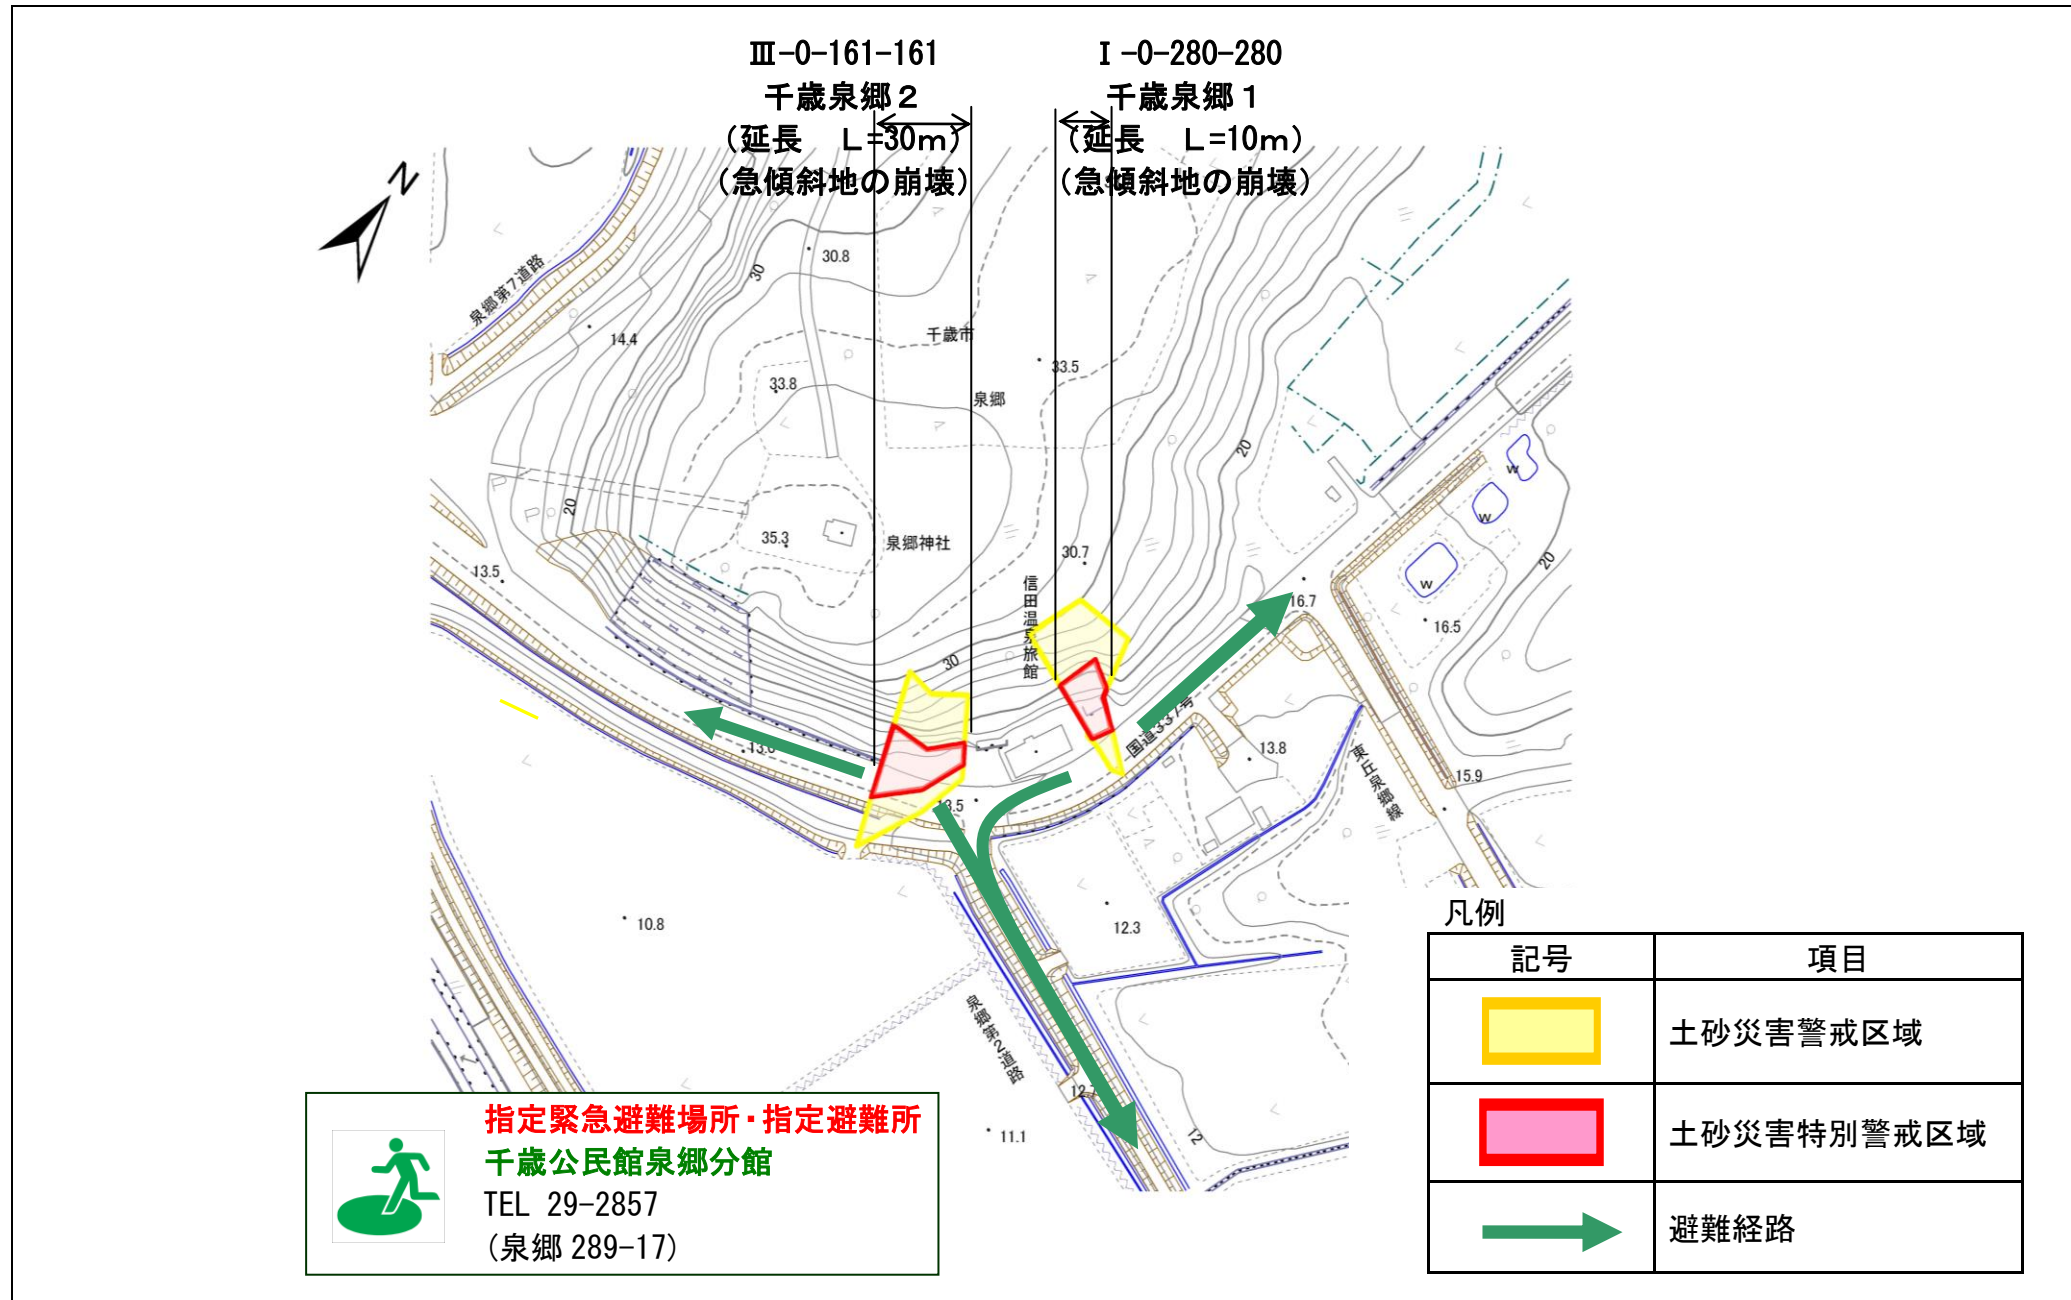 Ⅲ-0-161-161
千歳泉郷２
（延長　Ｌ=30ｍ）
（急傾斜地の崩壊）
Ⅰ-0-280-280
千歳泉郷１
（延長　Ｌ=10ｍ）
（急傾斜地の崩壊）
N
泉郷第7道路
30
30.8
14.4
千歳市
33.5
33.8
泉郷
20
20
35.3
泉郷神社
30.7
信田温泉旅館
13.5
30
16.7
16.5
20
W
W
W
国道337号
13.8
東丘泉郷線
15.9
13.6
13.5
10.8
12.3
泉郷第2道路
12.7
11.1
12
指定緊急避難場所・指定避難所
千歳公民館泉郷分館
TEL 29-2857
（泉郷 289-17）
凡例
記号
項目
土砂災害警戒区域
土砂災害特別警戒区域
避難経路